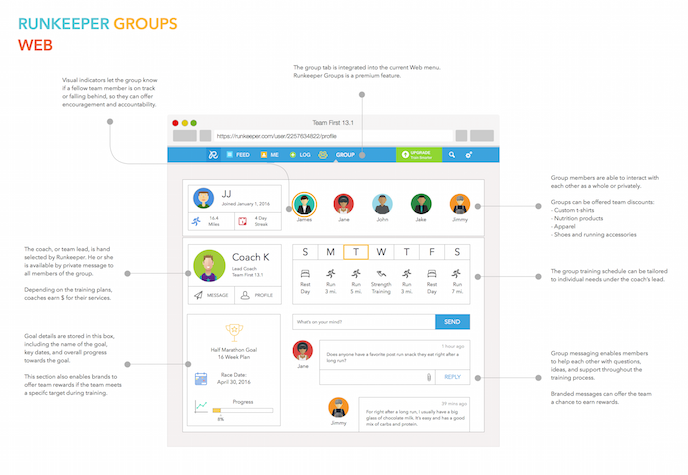 RUNKEEPER GROUPS
WEB
Visual indicators let the group know
if a fellow team member is on track
or falling behind, so they can offer
encouragement and accountability.
The group tab is integrated into the current Web menu.
Runkeeper Groups is a premium feature.
Team First 13.1
https://runkeeper.com/user/2257634822/profile
FEED
ME
LOG
GROUP
UPGRADE
JJ
Joined January 1, 2016
16.4
Miles
4 Day
Streak
James
Jane
John
Jake
Jimmy
Group members are able to interact with
each other as a whole or privately.
Groups can be offered team discounts:
- Custom t-shirts
- Nutrition products
- Apparel
- Shoes and running accessories
The coach, or team lead, is hand
selected by Runkeeper. He or she
is available by private message to
all members of the group.
Depending on the training plans,
coaches earn $ for their services.
Coach K
Lead Coach
Team First 13.1
MESSAGE
PROFILE
S M T W T F S
Rest
Day
Run
3 mi.
Run
5 mi.
Strength
Training
Run
3 mi.
Rest
Day
Run
7 mi.
The group training schedule can be tailored
to individual needs under the coach's lead.
Goal details are stored in this box,
including the name of the goal,
key dates, and overall progress
towards the goal.
This section also enables brands to
offer team rewards if the team meets
a specifc target during training.
Half Marathon Goal
16 Week Plan
Race Date:
April 30, 2016
Progress
What's on your mind?
SEND
1 hour ago
Does anyone have a favorite post run snack they eat right after a
long run?
Jane
REPLY
39 mins ago
For right after a long run, I usually have a big
glass of chocolate milk. It's easy and has a good
mix of carbs and protein.
Jimmy
Group messaging enables members
to help each other with questions,
ideas, and support throughout the
training process.
Branded messages can offer the team
a chance to earn rewards.